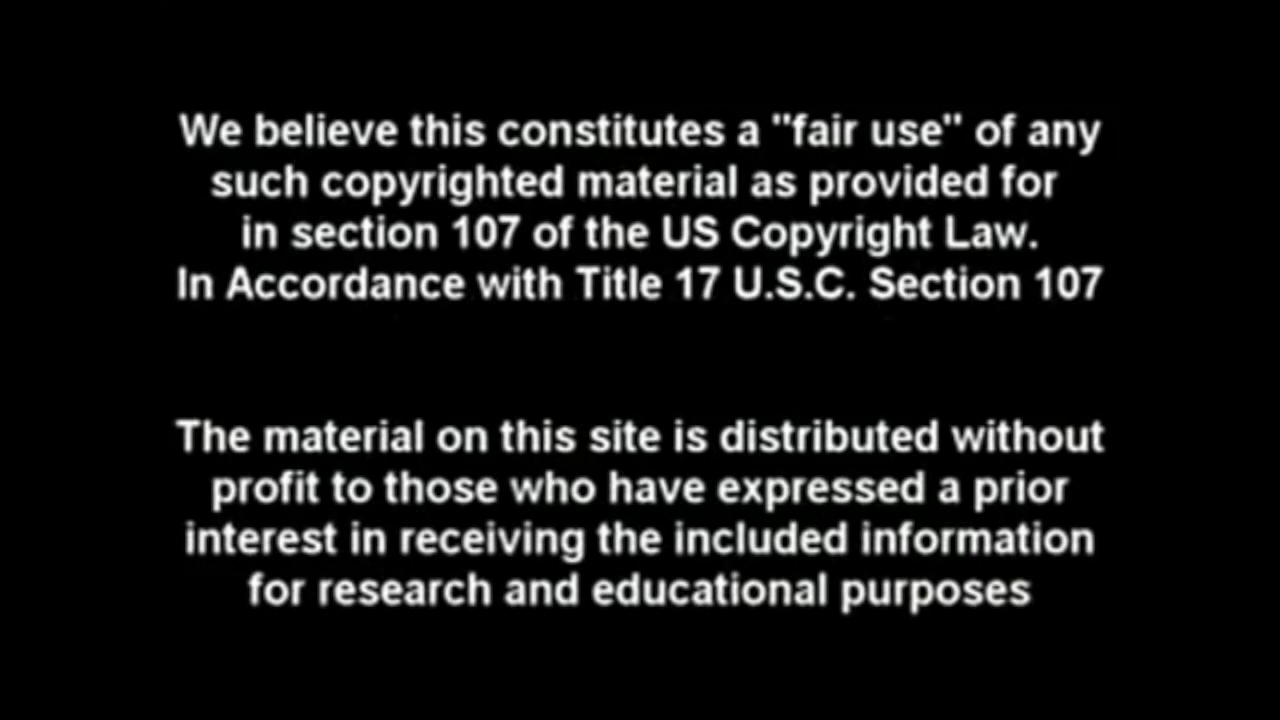 We believe this constitutes a "fair use" of any
such copyrighted material as provided for
in section 107 of the US Copyright Law.
In Accordance with Title 17 U.S.C. Section 107
The material on this site is distributed without
profit to those who have expressed a prior
interest in receiving the included information
for research and educational purposes